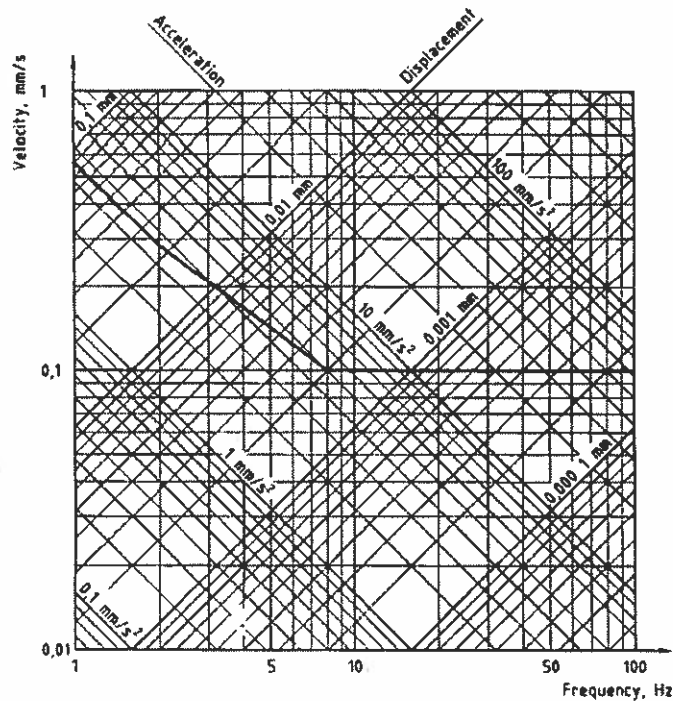 Acceleration
Displacement
Velocity, mm/s
1
0.1 mm
100 mm/s²
0,01 mm
10 mm/s²
0,001 mm
0,1
1 mm/s²
0,000 1 mm
0.1 mm/s²
0,01
1
5
10
50
100
Frequency, Hz